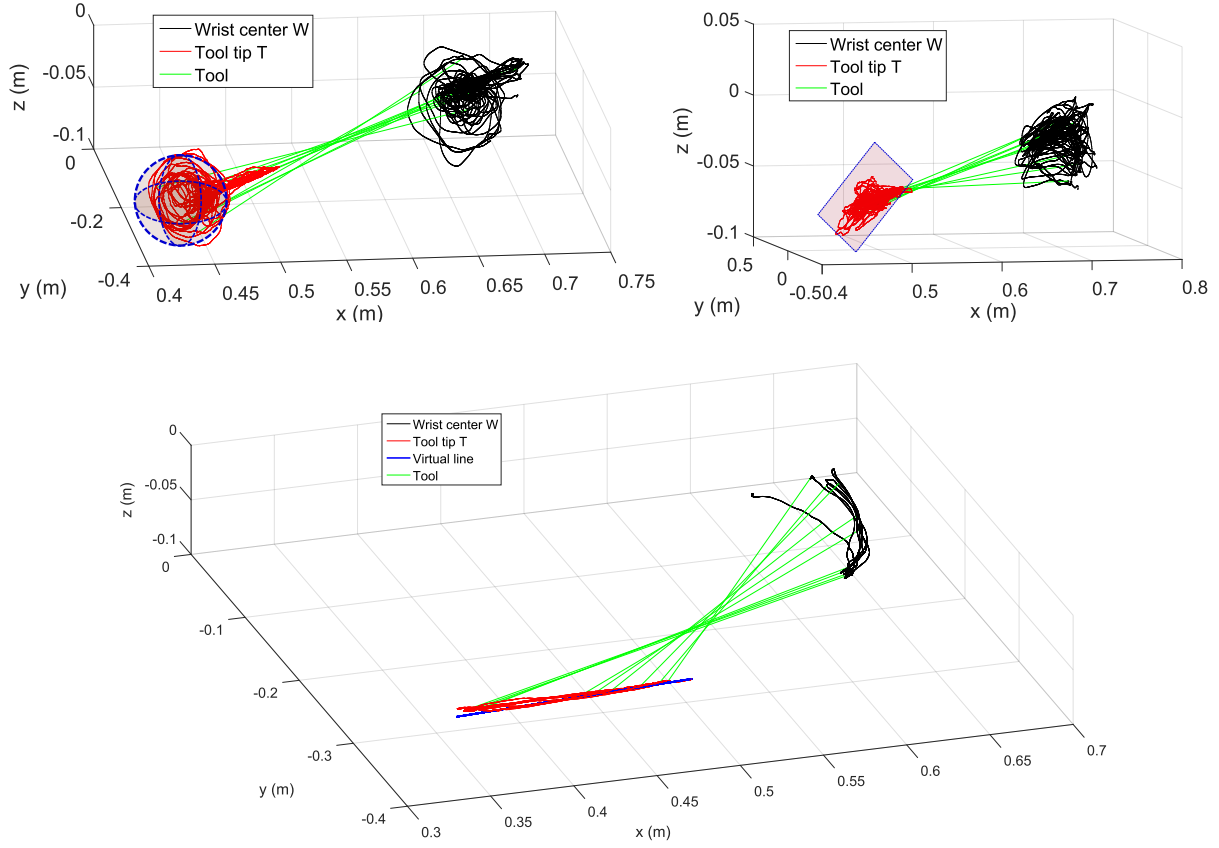 0
-0.05
-0.1
z (m)
Wrist center W
Tool tip T
Tool
0
-0.2
-0.4
y (m)
0.4
0.45
0.5
0.55
0.6
0.65
0.7
0.75
x (m)
0.05
0
-0.05
-0.1
z (m)
Wrist center W
Tool tip T
Tool
0.5
0
-0.5
y (m)
0.4
0.5
0.6
0.7
0.8
x (m)
0
-0.05
-0.1
z (m)
Wrist center W
Tool tip T
Virtual line
Tool
0
-0.1
-0.2
-0.3
-0.4
y (m)
0.3
0.35
0.4
0.45
0.5
0.55
0.6
0.65
0.7
x (m)